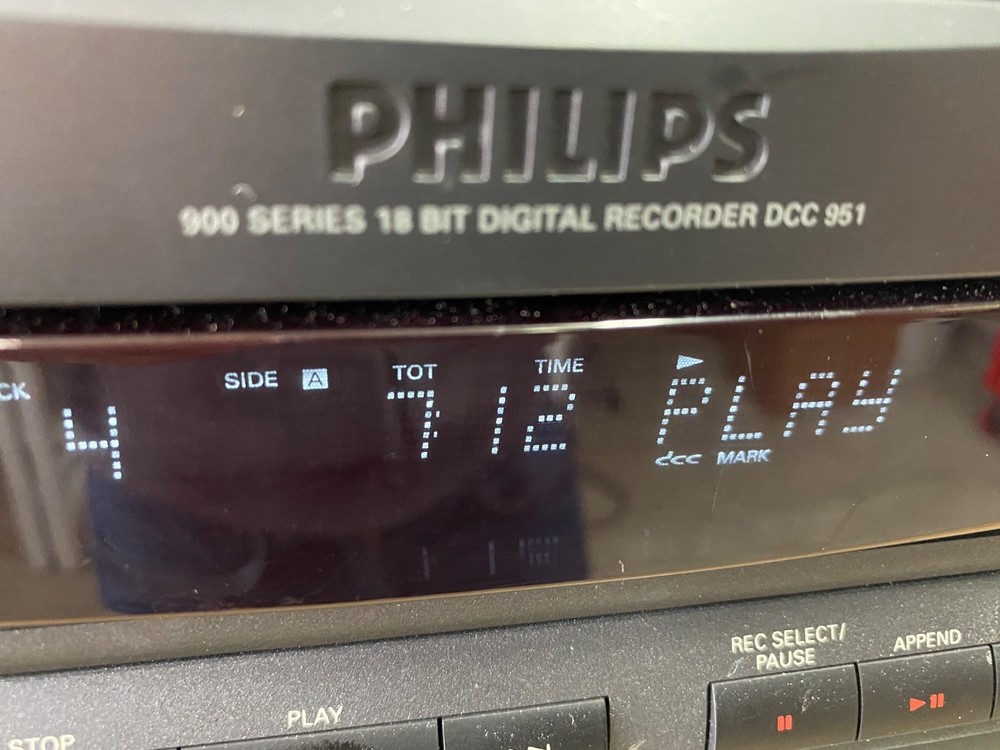 PHILIPS
900 SERIES 18 BIT DIGITAL RECORDER DCC 951
CK SIDE A TOT TIME
4 7 12 PLAY
dcc MARK
REC SELECT/ APPEND
PAUSE
PLAY
STOP